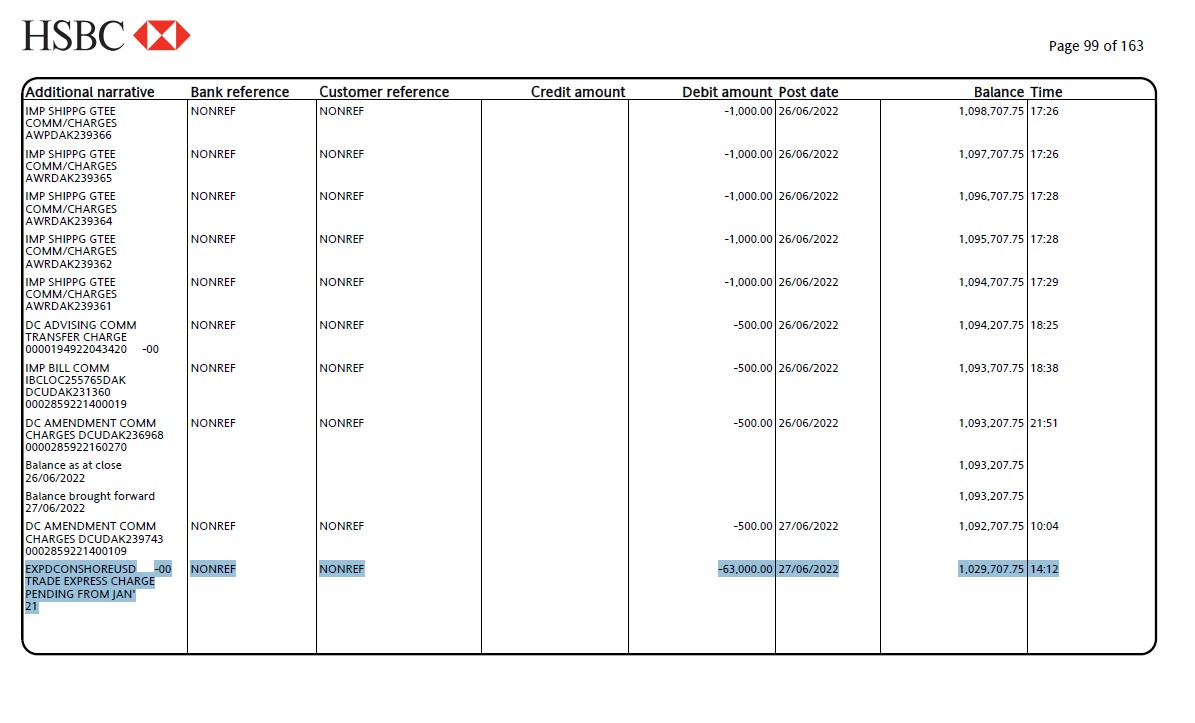 HSBC
Page 99 of 163
Additional narrative Bank reference Customer reference Credit amount Debit amount Post date Balance Time
IMP SHIPPG GTEE NONREF NONREF -1,000.00 26/06/2022 1,098,707.75 17:26
COMM/CHARGES
AWPDAK239366
IMP SHIPPG GTEE NONREF NONREF -1,000.00 26/06/2022 1,097,707.75 17:26
COMM/CHARGES
AWRDAK239365
IMP SHIPPG GTEE NONREF NONREF -1,000.00 26/06/2022 1,096,707.75 17:28
COMM/CHARGES
AWRDAK239364
IMP SHIPPG GTEE NONREF NONREF -1,000.00 26/06/2022 1,095,707.75 17:28
COMM/CHARGES
AWRDAK239362
IMP SHIPPG GTEE NONREF NONREF -1,000.00 26/06/2022 1,094,707.75 17:29
COMM/CHARGES
AWRDAK239361
DC ADVISING COMM NONREF NONREF -500.00 26/06/2022 1,094,207.75 18:25
TRANSFER CHARGE
0000194922043420 -00
IMP BILL COMM NONREF NONREF -500.00 26/06/2022 1,093,707.75 18:38
IBCLOC255765DAK
DCUDAK231360
0002859221400019
DC AMENDMENT COMM NONREF NONREF -500.00 26/06/2022 1,093,207.75 21:51
CHARGES DCUDAK236968
0000285922160270
Balance as at close 1,093,207.75
26/06/2022
Balance brought forward 1,093,207.75
27/06/2022
DC AMENDMENT COMM NONREF NONREF -500.00 27/06/2022 1,092,707.75 10:04
CHARGES DCUDAK239743
0002859221400109
EXPDCONSHOREUSD -00 NONREF NONREF -63,000.00 27/06/2022 1,029,707.75 14:12
TRADE EXPRESS CHARGE
PENDING FROM JAN'
21